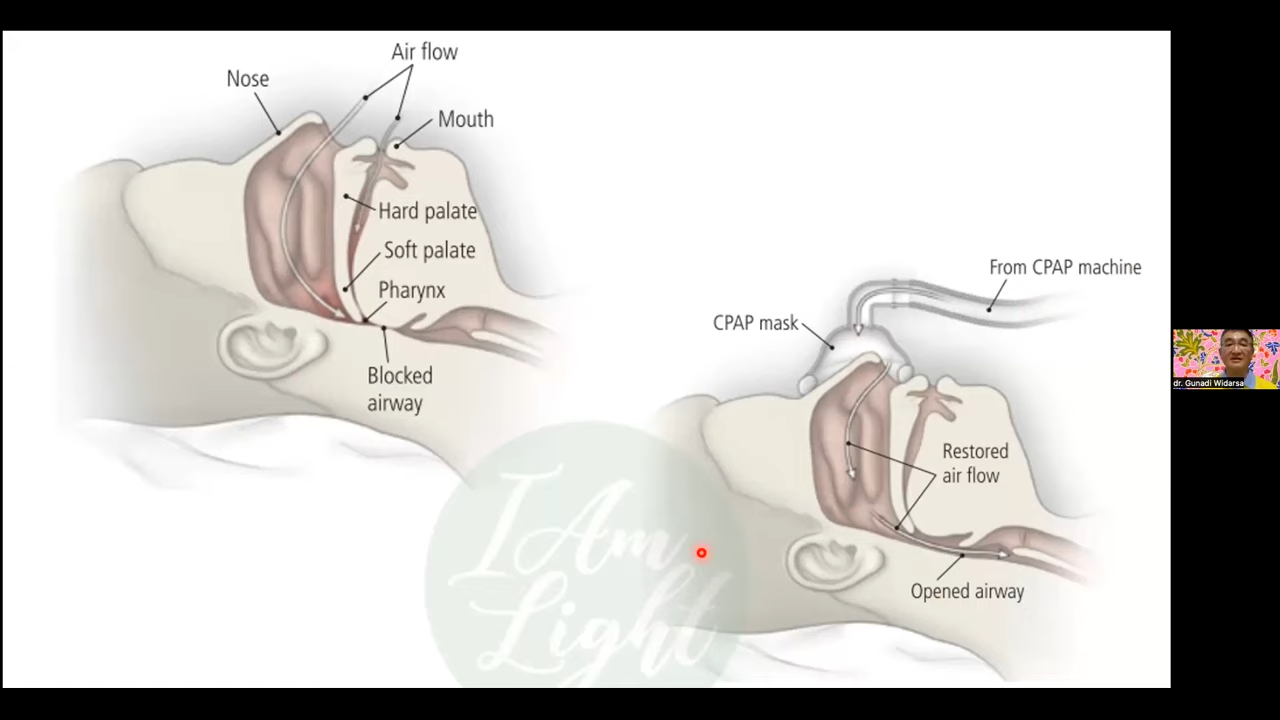 Air flow
Nose
Mouth
Hard palate
Soft palate
Pharynx
Blocked
airway
From CPAP machine
CPAP mask
Restored
air flow
Opened airway
I Am
Light
dr. Gunadi Widarsa